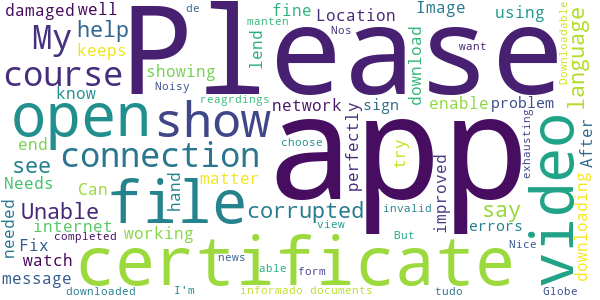 damaged well
My help
course
Please
Location fine using
Image
de
manten
Nos
want
Downloadable
language
keeps showing
Noisy
lend
download
know
reagrdings
open show
network sign
enable problem
After
app
end
see
connection
choose
perfectly
try
exhausting
video
Needs
Can
hand
matter
file
improved
downloading
needed
Unable
corrupted
invalid
say
internet
working
view
But
errors
Fix
completed
watch
news
able
form
Nice
message
certificate
downloaded
I'm
informado documents
tudo
Globe